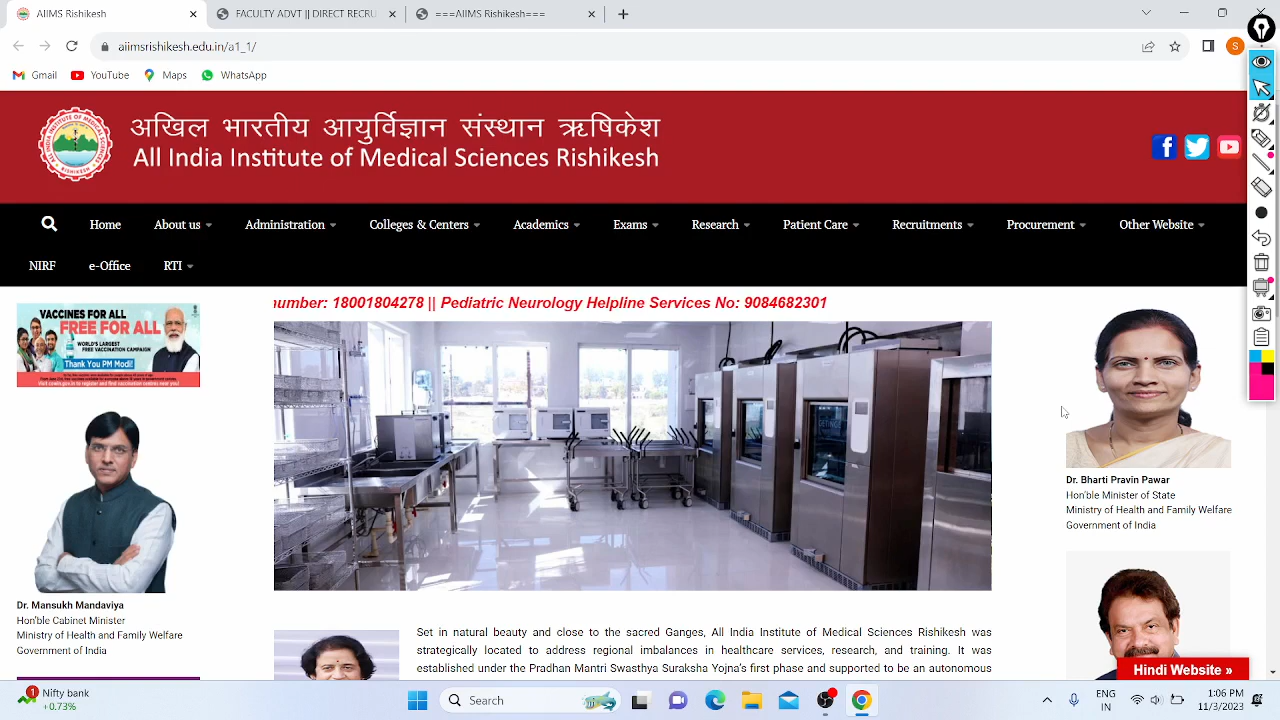 AIIMS Rishikesh
FACULTY ADVT || DIRECT RECRU
===AIIMS Rishikesh===
aiimsrishikesh.edu.in/a1_1/
S
Gmail
YouTube
Maps
WhatsApp
अखिल भारतीय आयुर्विज्ञान संस्थान ऋषिकेश
All India Institute of Medical Sciences Rishikesh
Home
About us
Administration
Colleges & Centers
Academics
Exams
Research
Patient Care
Recruitments
Procurement
Other Website
NIRF
e-Office
RTI
number: 18001804278 || Pediatric Neurology Helpline Services No: 9084682301
VACCINES FOR ALL
FREE FOR ALL
WORLD'S LARGEST
FREE VACCINATION CAMPAIGN
Thank You PM Modi!
Dr. Mansukh Mandaviya
Hon'ble Cabinet Minister
Ministry of Health and Family Welfare
Government of India
Dr. Bharti Pravin Pawar
Hon'ble Minister of State
Ministry of Health and Family Welfare
Government of India
Set in natural beauty and close to the sacred Ganges, All India Institute of Medical Sciences Rishikesh was
strategically located to address regional imbalances in healthcare services, research, and training. It was
established under the Pradhan Mantri Swasthya Suraksha Yojna's first phase and supported to be an autonomous
Hindi Website »
1
Nifty bank
+0.73%
Search
ENG
IN
1:06 PM
11/3/2023